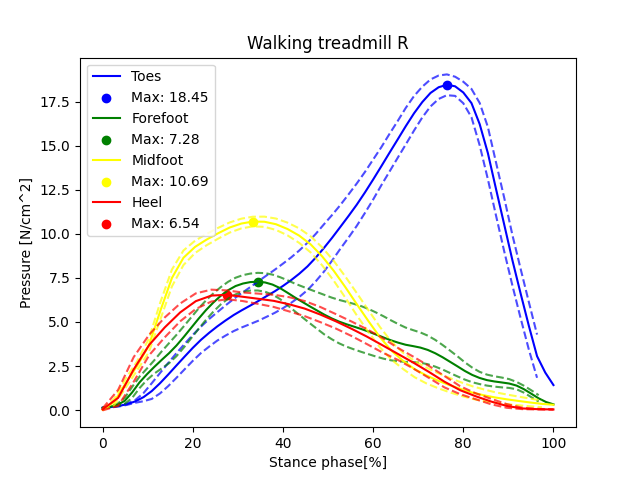 Walking treadmill R
Toes
Max: 18.45
Forefoot
Max: 7.28
Midfoot
Max: 10.69
Heel
Max: 6.54
17.5
15.0
12.5
10.0
7.5
5.0
2.5
0.0
Pressure [N/cm^2]
0 20 40 60 80 100
Stance phase[%]